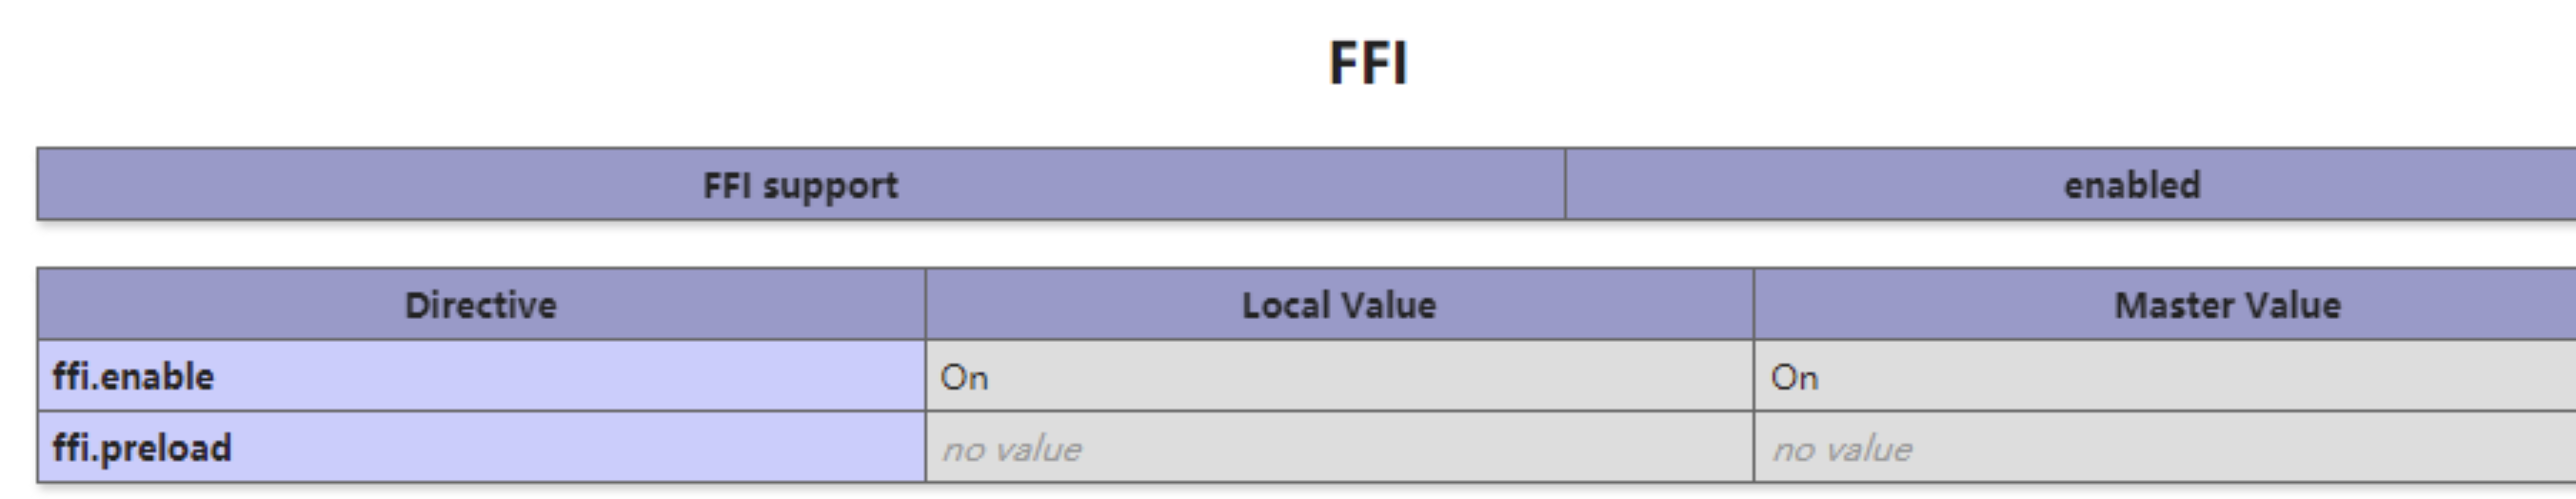 FFI
FFI support enabled
Directive Local Value Master Value
ffi.enable On On
ffi.preload no value no value